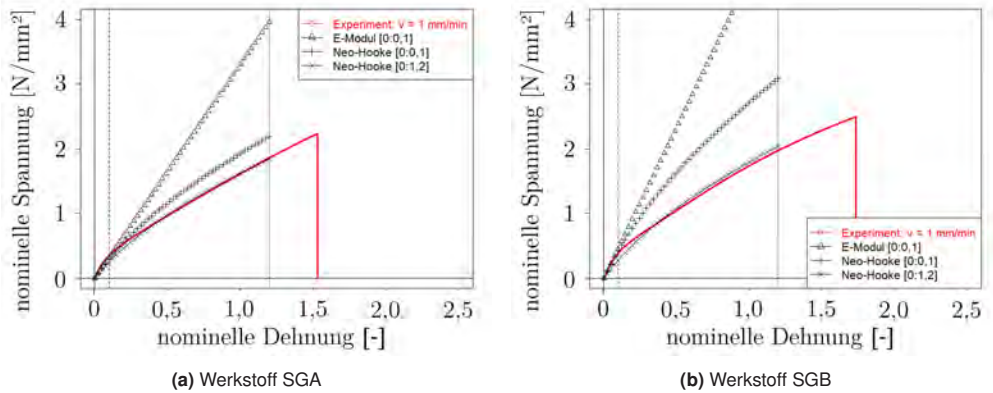 4
3
2
1
0
nominelle Spannung [N/mm²]
Experiment: v = 1 mm/min
E-Modul [0:0,1]
Neo-Hooke [0:0,1]
Neo-Hooke [0:1,2]
0 0,5 1,0 1,5 2,0 2,5
nominelle Dehnung [-]
(a) Werkstoff SGA
4
3
2
1
0
nominelle Spannung [N/mm²]
Experiment: v = 1 mm/min
E-Modul [0:0,1]
Neo-Hooke [0:0,1]
Neo-Hooke [0:1,2]
0 0,5 1,0 1,5 2,0 2,5
nominelle Dehnung [-]
(b) Werkstoff SGB